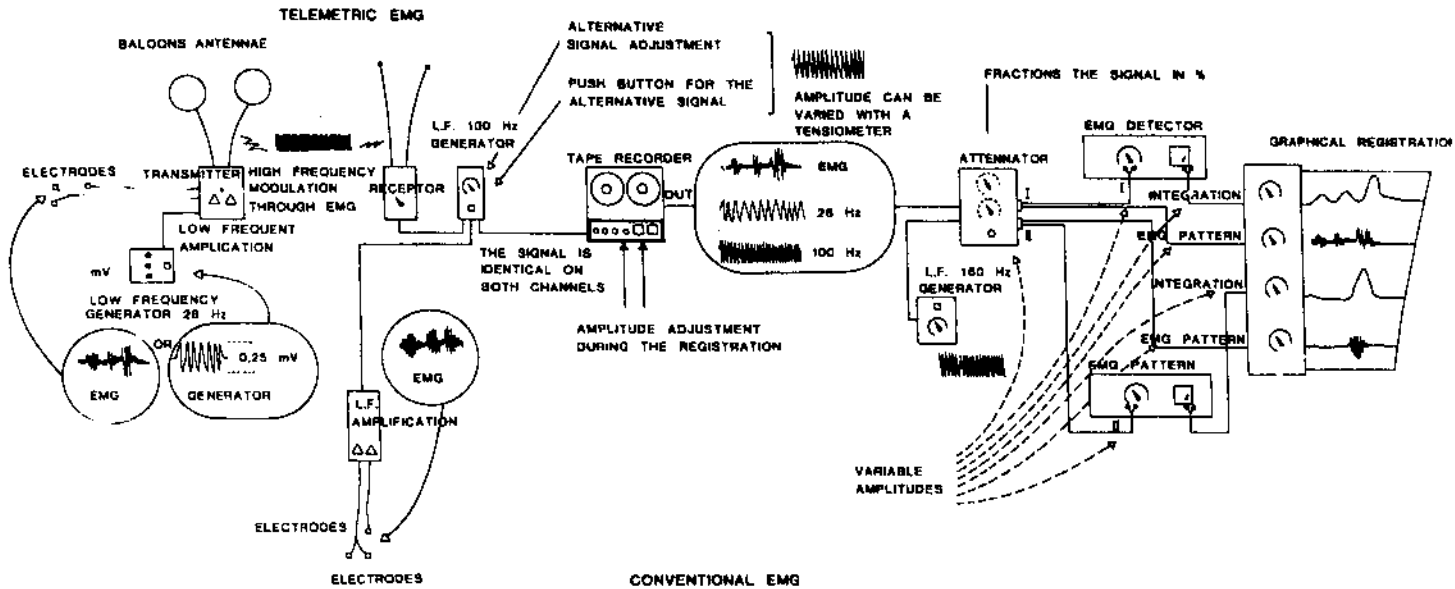 TELEMETRIC EMG
BALOONS ANTENNAE
ALTERNATIVE
SIGNAL ADJUSTMENT
PUSH BUTTON FOR THE
ALTERNATIVE SIGNAL
AMPLITUDE CAN BE
VARIED WITH A
TENSIOMETER
FRACTIONS THE SIGNAL IN %
L.F. 100 Hz
GENERATOR
ELECTRODES
TRANSMITTER
HIGH FREQUENCY
MODULATION
THROUGH EMG
RECEPTOR
TAPE RECORDER
OUT
EMG
26 Hz
100 Hz
ATTENNATOR
I
II
EMG DETECTOR
I
GRAPHICAL REGISTRATION
INTEGRATION
EMG PATTERN
INTEGRATION
EMG PATTERN
EMG PATTERN
II
LOW FREQUENT
AMPLICATION
mV
LOW FREQUENCY
GENERATOR 26 Hz
OR
0,25 mV
EMG
GENERATOR
THE SIGNAL IS
IDENTICAL ON
BOTH CHANNELS
AMPLITUDE ADJUSTMENT
DURING THE REGISTRATION
L.F. 160 Hz
GENERATOR
EMG
L.F.
AMPLIFICATION
VARIABLE
AMPLITUDES
ELECTRODES
ELECTRODES
CONVENTIONAL EMG